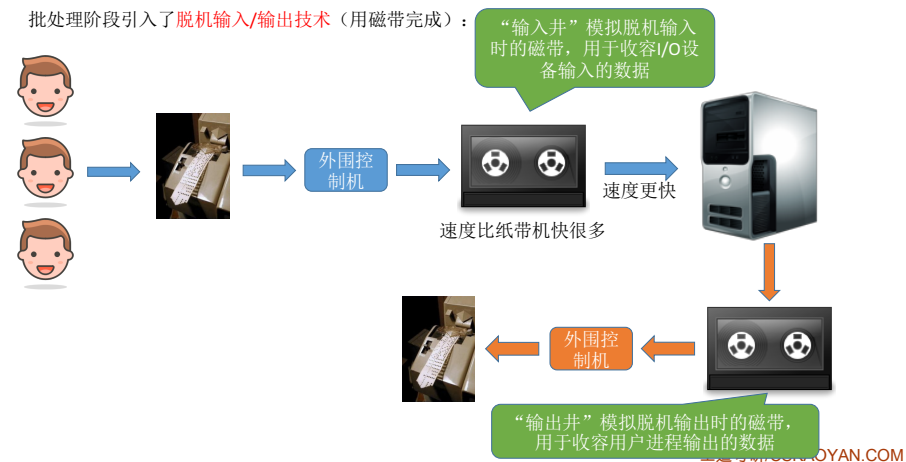 批处理阶段引入了脱机输入/输出技术（用磁带完成）:
“输入井”模拟脱机输入
时的磁带，用于收容I/O设
备输入的数据
外围控
制机
速度更快
速度比纸带机快很多
外围控
制机
“输出井”模拟脱机输出时的磁带，
用于收容用户进程输出的数据
OYAN.COM